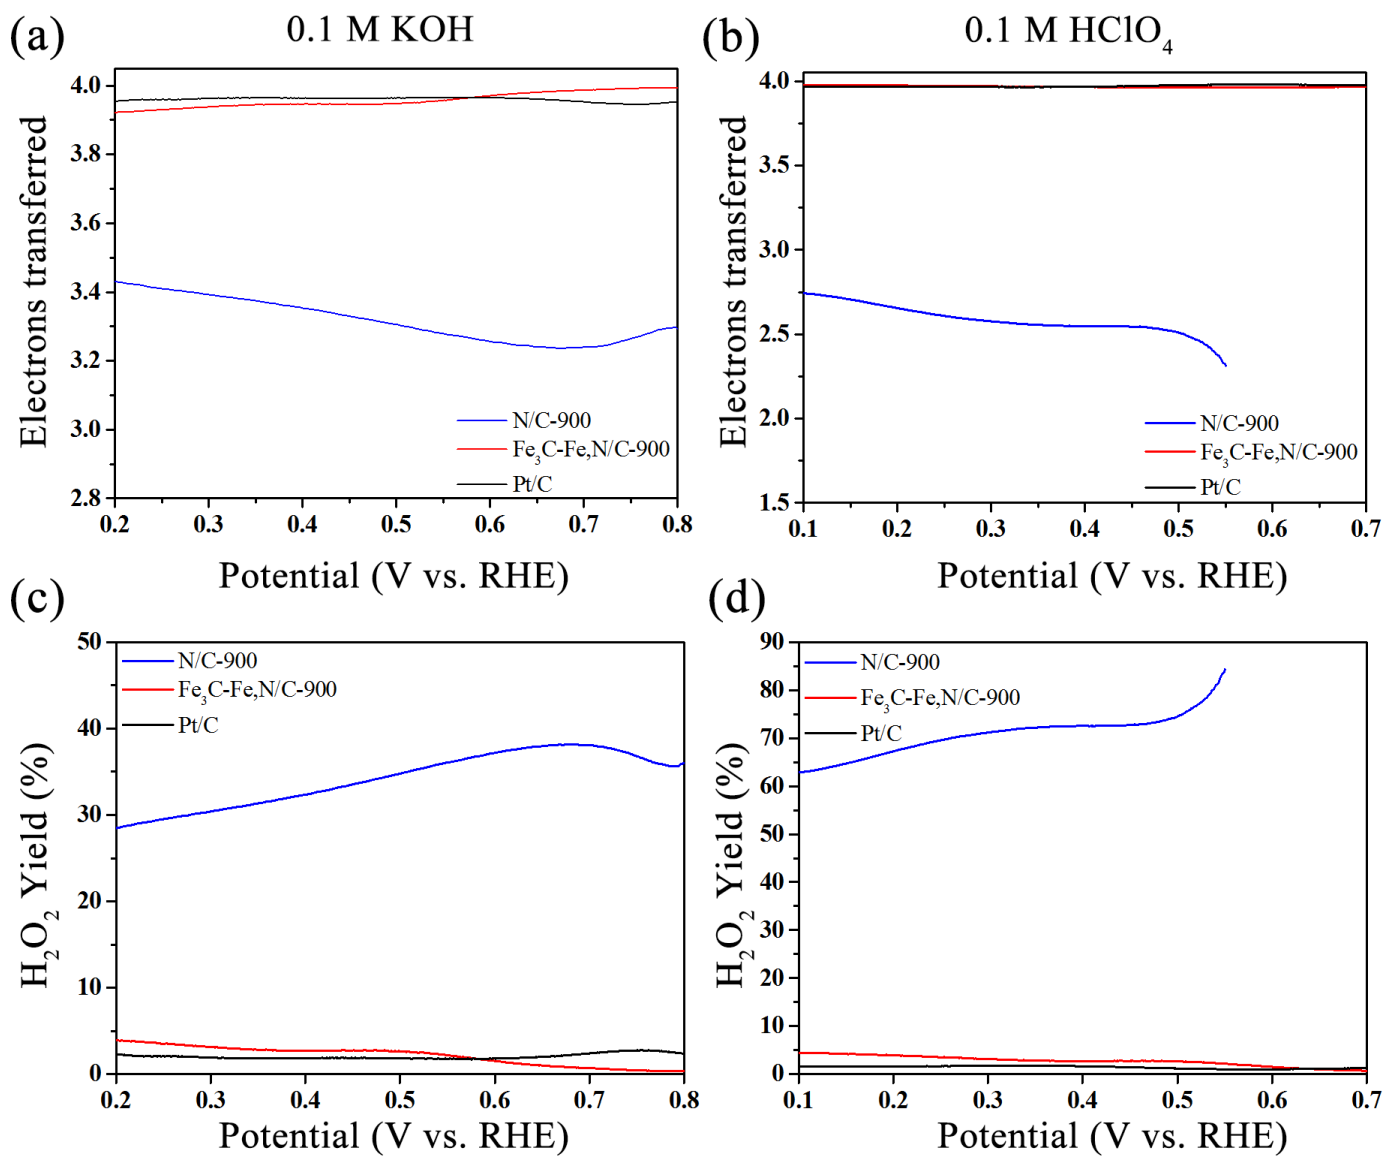 (a)
0.1 M KOH
Electrons transferred
4.0
3.8
3.6
3.4
3.2
3.0
2.8
N/C-900
Fe₃C-Fe,N/C-900
Pt/C
0.2 0.3 0.4 0.5 0.6 0.7 0.8
Potential (V vs. RHE)
(b)
0.1 M HClO₄
Electrons transferred
4.0
3.5
3.0
2.5
2.0
1.5
N/C-900
Fe₃C-Fe,N/C-900
Pt/C
0.1 0.2 0.3 0.4 0.5 0.6 0.7
Potential (V vs. RHE)
(c)
H₂O₂ Yield (%)
50
40
30
20
10
0
N/C-900
Fe₃C-Fe,N/C-900
Pt/C
0.2 0.3 0.4 0.5 0.6 0.7 0.8
Potential (V vs. RHE)
(d)
H₂O₂ Yield (%)
90
80
70
60
50
40
30
20
10
0
N/C-900
Fe₃C-Fe,N/C-900
Pt/C
0.1 0.2 0.3 0.4 0.5 0.6 0.7
Potential (V vs. RHE)